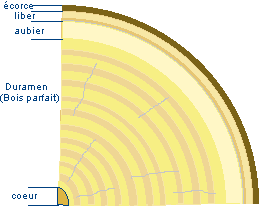 écorce
liber
aubier
Duramen
(Bois parfait)
coeur